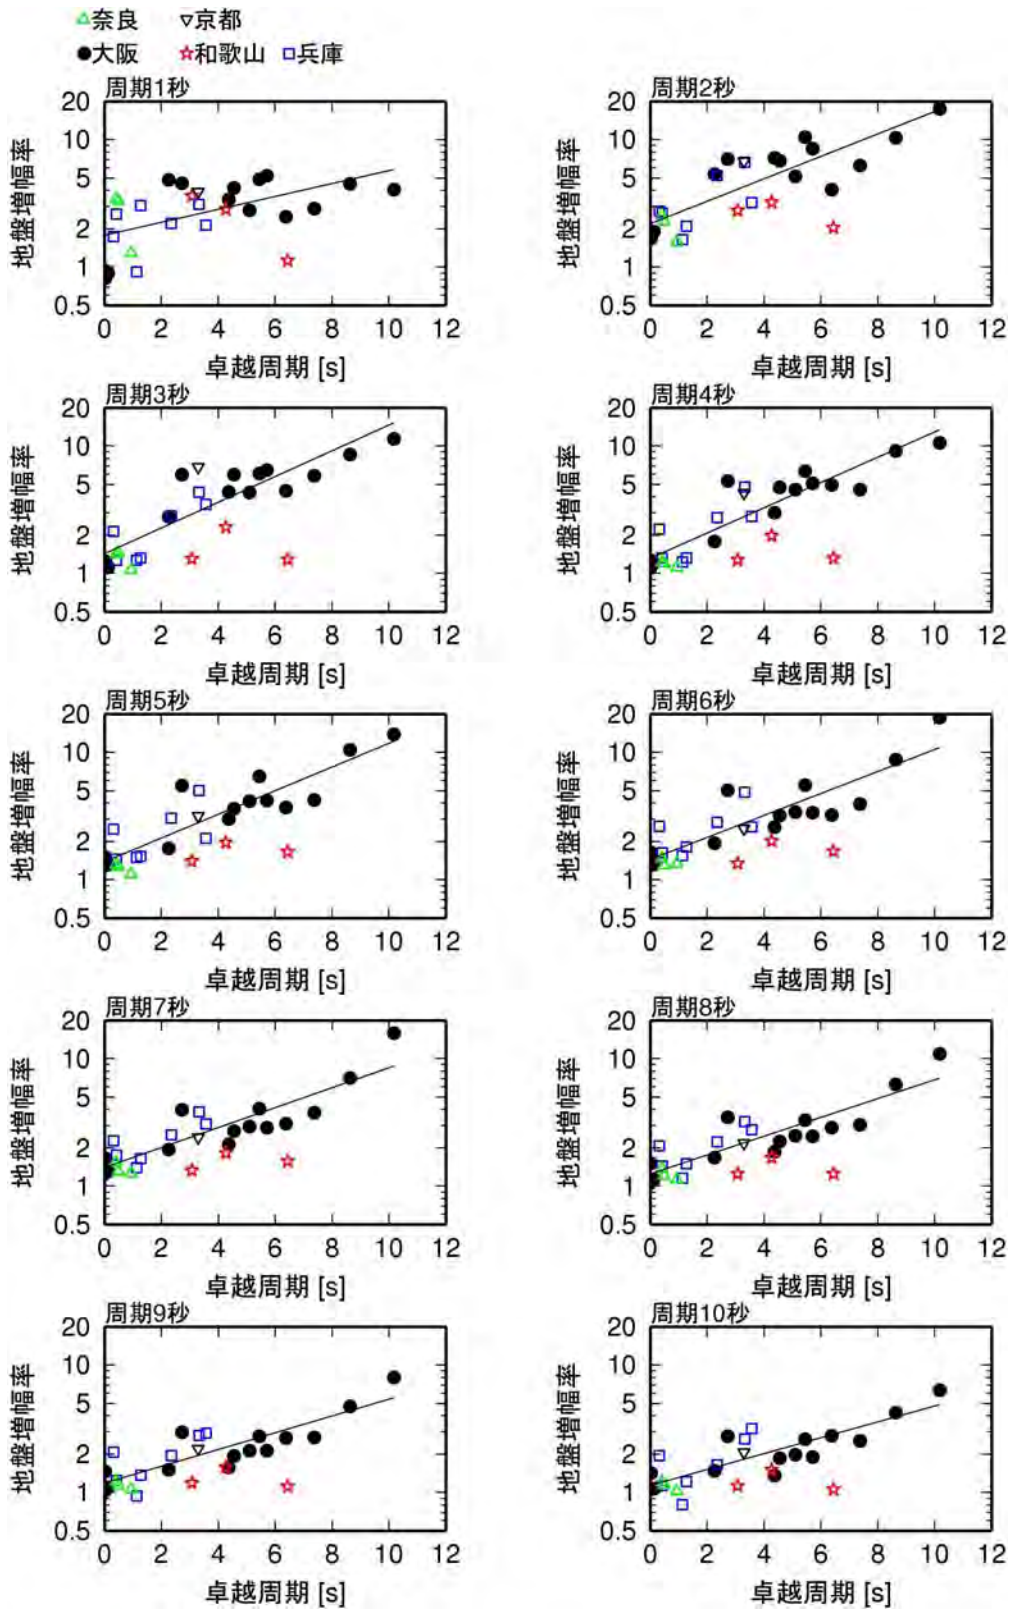 奈良 京都
大阪 和歌山 兵庫
周期1秒 周期2秒
地盤増幅率 20 10 5 2 1 0.5 地盤増幅率 20 10 5 2 1 0.5
0 2 4 6 8 10 12 0 2 4 6 8 10 12
卓越周期 [s] 卓越周期 [s]
周期3秒 周期4秒
地盤増幅率 20 10 5 2 1 0.5 地盤増幅率 20 10 5 2 1 0.5
0 2 4 6 8 10 12 0 2 4 6 8 10 12
卓越周期 [s] 卓越周期 [s]
周期5秒 周期6秒
地盤増幅率 20 10 5 2 1 0.5 地盤増幅率 20 10 5 2 1 0.5
0 2 4 6 8 10 12 0 2 4 6 8 10 12
卓越周期 [s] 卓越周期 [s]
周期7秒 周期8秒
地盤増幅率 20 10 5 2 1 0.5 地盤増幅率 20 10 5 2 1 0.5
0 2 4 6 8 10 12 0 2 4 6 8 10 12
卓越周期 [s] 卓越周期 [s]
周期9秒 周期10秒
地盤増幅率 20 10 5 2 1 0.5 地盤増幅率 20 10 5 2 1 0.5
0 2 4 6 8 10 12 0 2 4 6 8 10 12
卓越周期 [s] 卓越周期 [s]